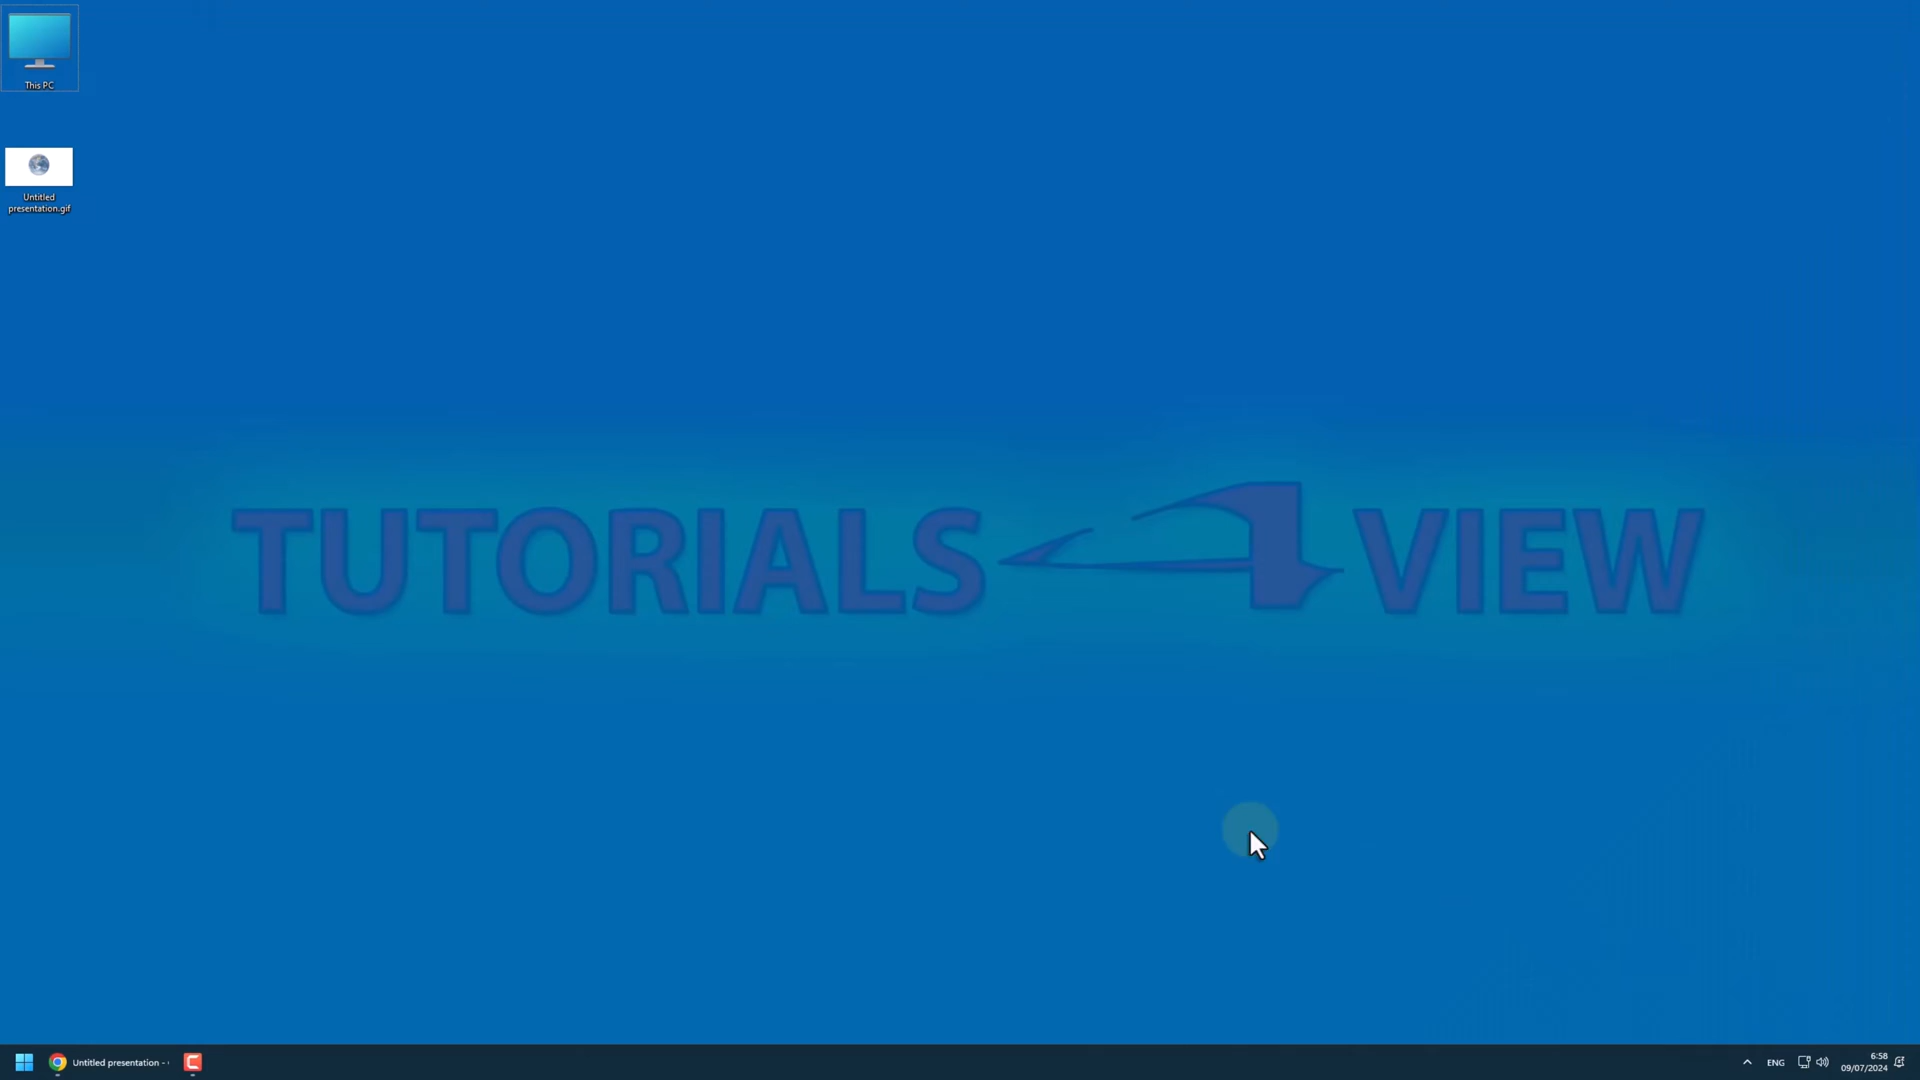 This PC
Untitled
presentation.gif
TUTORIALS VIEW
Untitled presentation -
ENG
6:58
09/07/2024